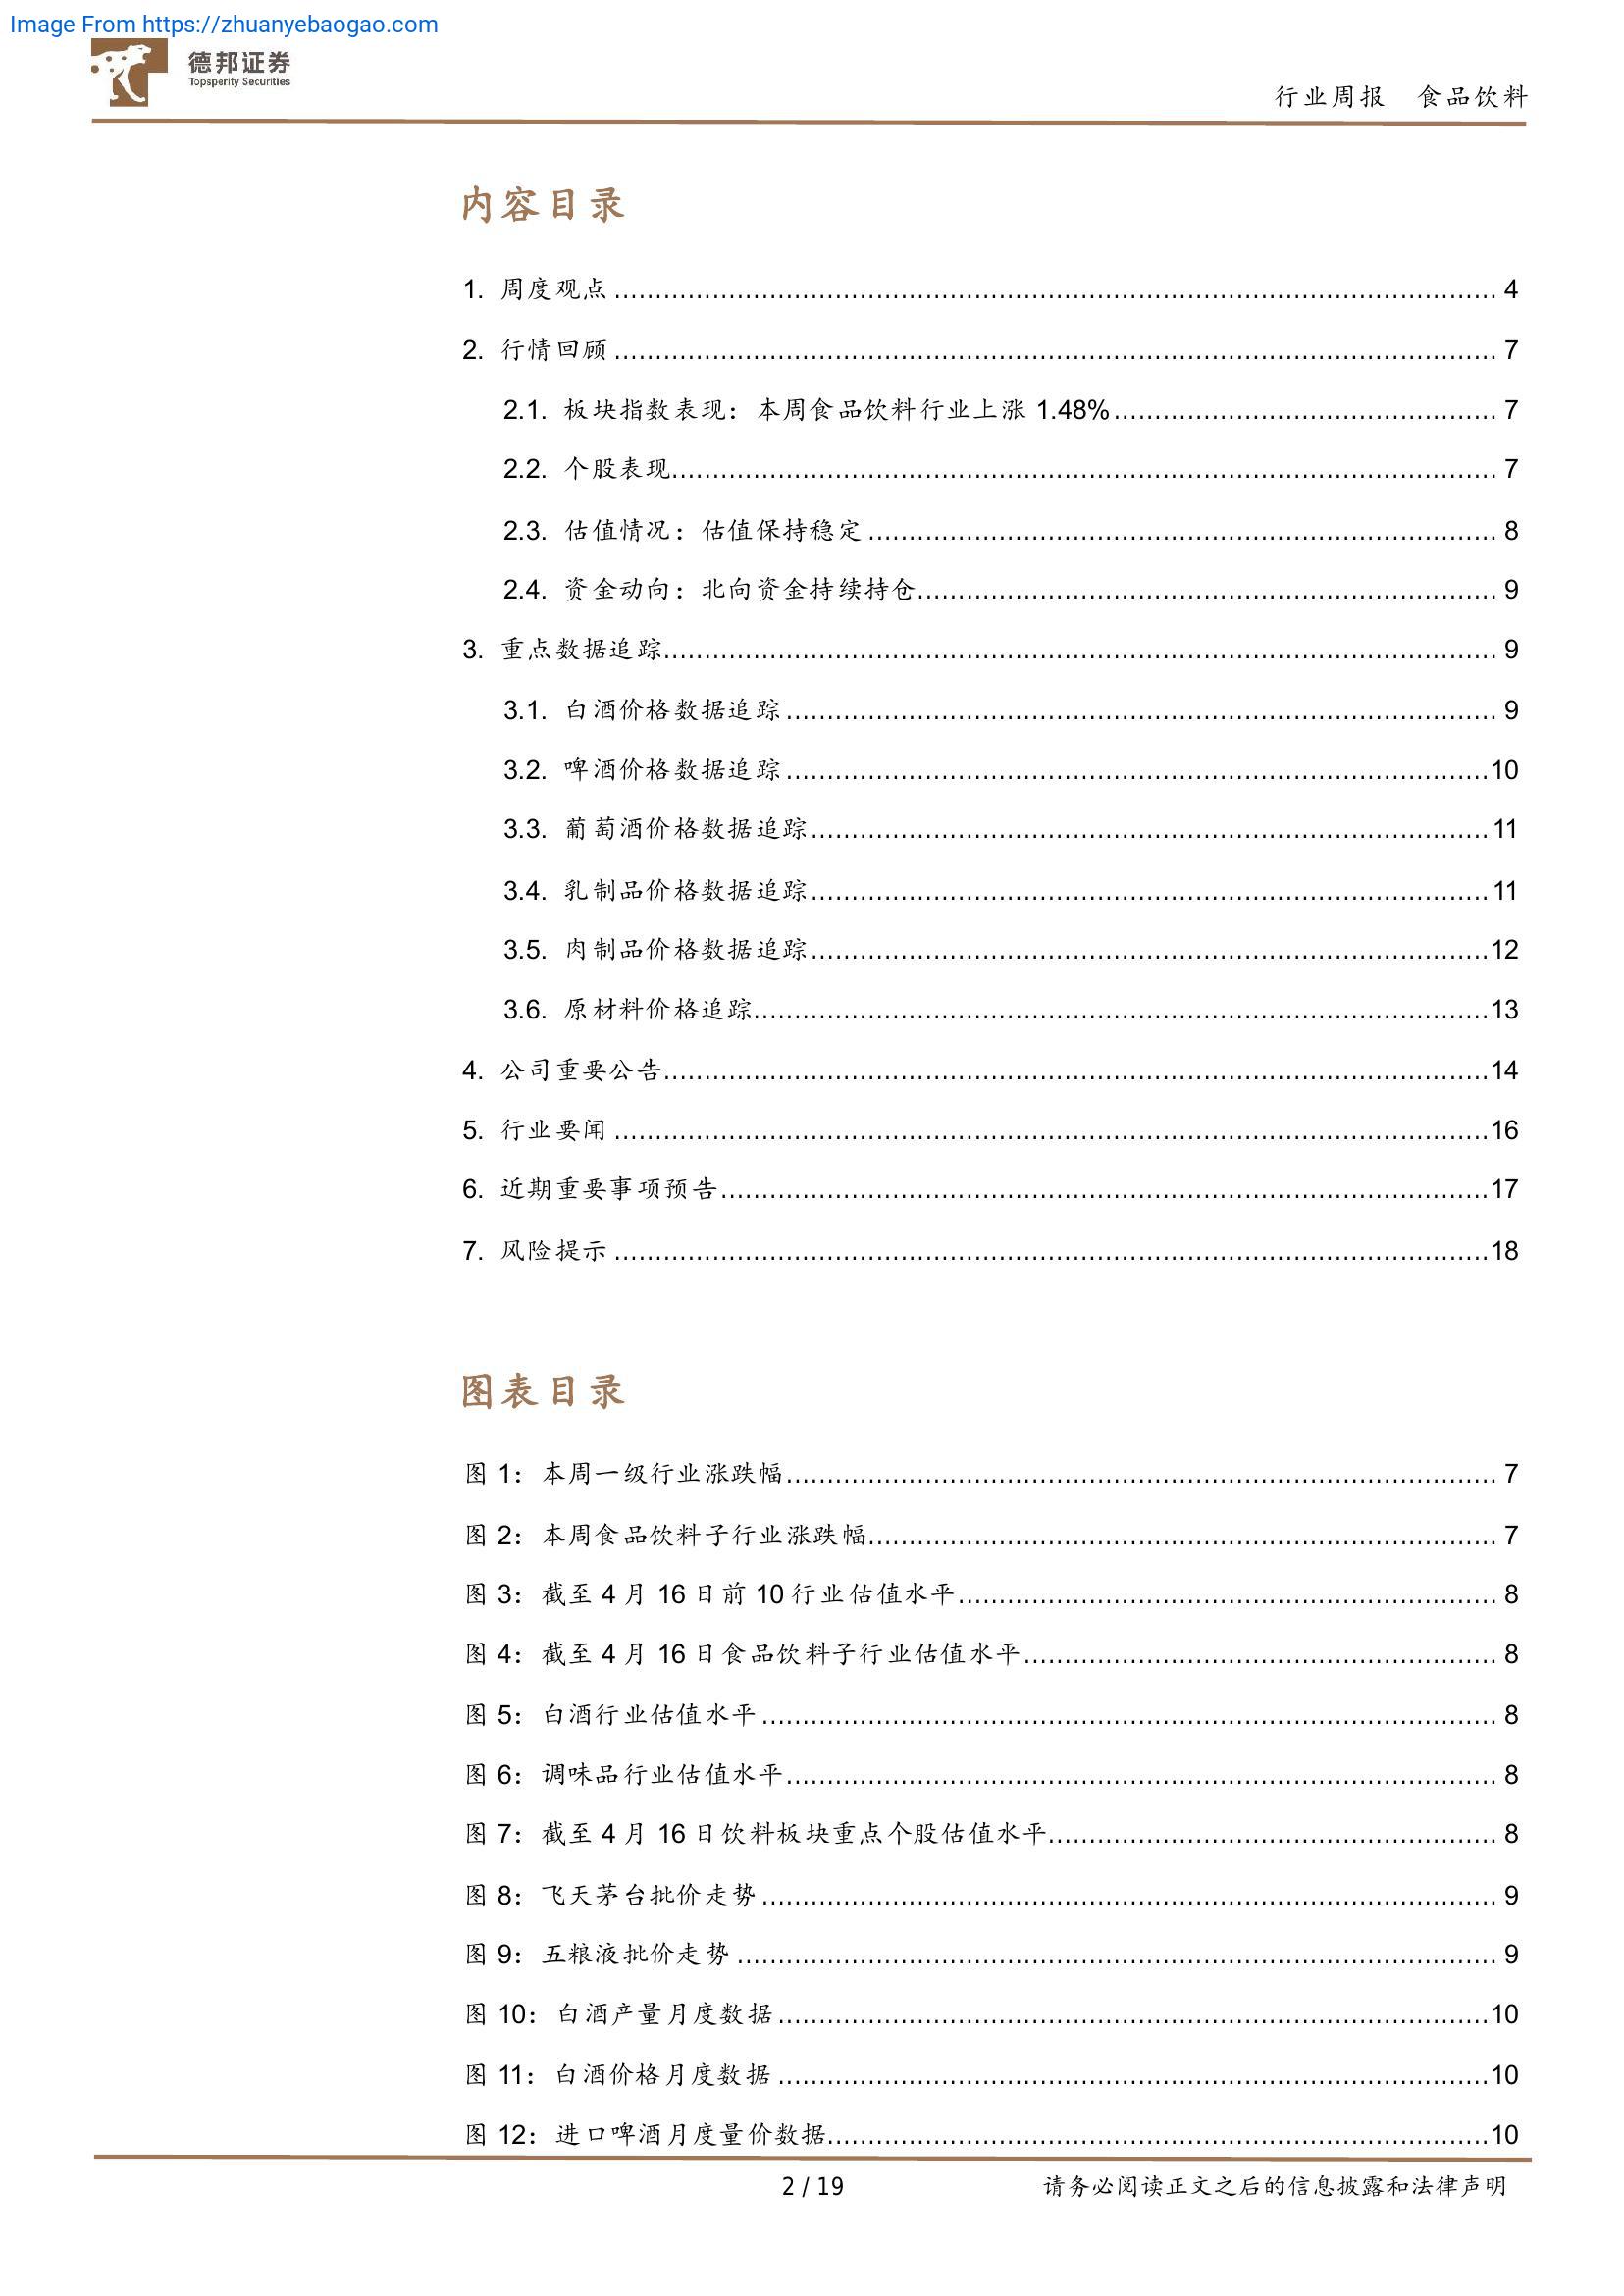 Image From https://zhuanyebaogao.com
德邦证券
Topsperity Securities
行业周报 食品饮料
内容目录
1. 周度观点 ........................................ 4
2. 行情回顾 ........................................ 7
2.1. 板块指数表现：本周食品饮料行业上涨 1.48% ........................................ 7
2.2. 个股表现 ........................................ 7
2.3. 估值情况：估值保持稳定 ........................................ 8
2.4. 资金动向：北向资金持续持仓 ........................................ 9
3. 重点数据追踪 ........................................ 9
3.1. 白酒价格数据追踪 ........................................ 9
3.2. 啤酒价格数据追踪 ........................................ 10
3.3. 葡萄酒价格数据追踪 ........................................ 11
3.4. 乳制品价格数据追踪 ........................................ 11
3.5. 肉制品价格数据追踪 ........................................ 12
3.6. 原材料价格追踪 ........................................ 13
4. 公司重要公告 ........................................ 14
5. 行业要闻 ........................................ 16
6. 近期重要事项预告 ........................................ 17
7. 风险提示 ........................................ 18
图表目录
图 1：本周一级行业涨跌幅 ........................................ 7
图 2：本周食品饮料子行业涨跌幅 ........................................ 7
图 3：截至 4 月 16 日前 10 行业估值水平 ........................................ 8
图 4：截至 4 月 16 日食品饮料子行业估值水平 ........................................ 8
图 5：白酒行业估值水平 ........................................ 8
图 6：调味品行业估值水平 ........................................ 8
图 7：截至 4 月 16 日饮料板块重点个股估值水平 ........................................ 8
图 8：飞天茅台批价走势 ........................................ 9
图 9：五粮液批价走势 ........................................ 9
图 10：白酒产量月度数据 ........................................ 10
图 11：白酒价格月度数据 ........................................ 10
图 12：进口啤酒月度量价数据 ........................................ 10
2 / 19 请务必阅读正文之后的信息披露和法律声明